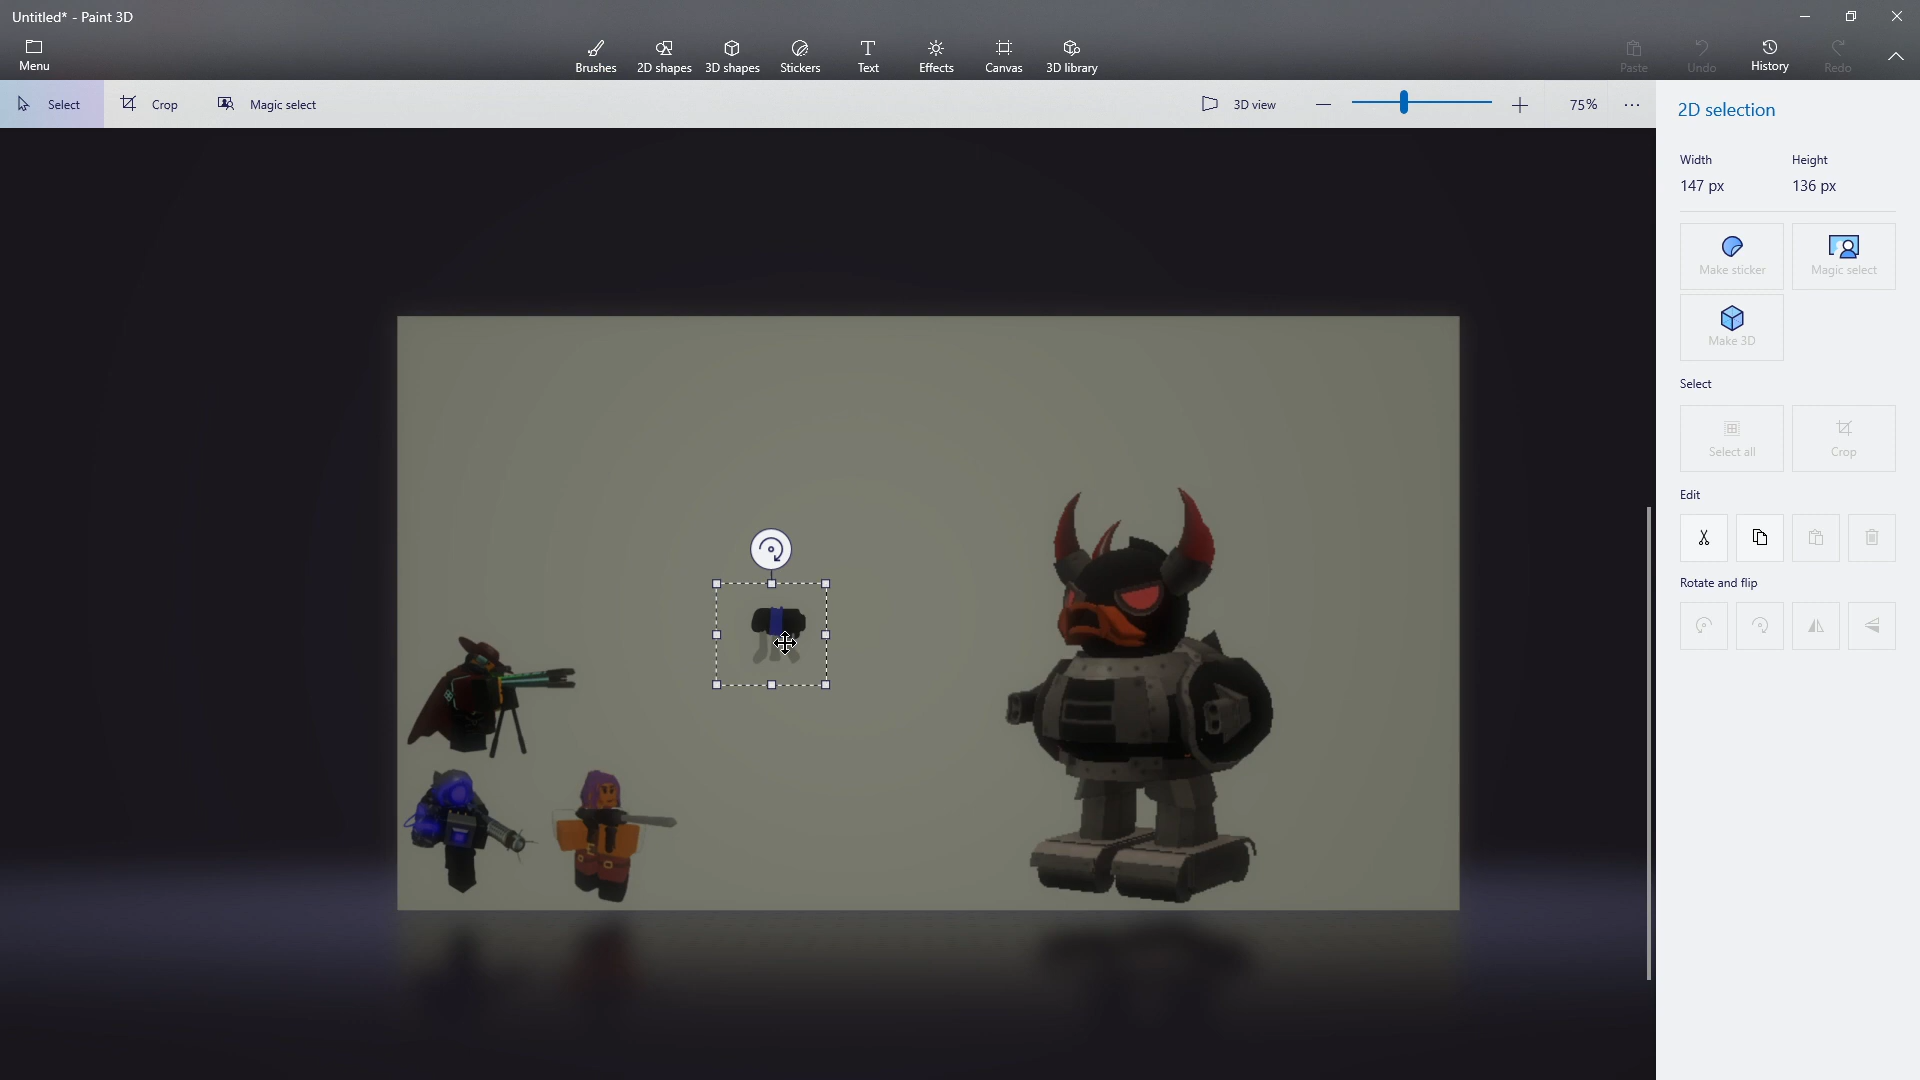 Untitled* - Paint 3D
Menu
Brushes
2D shapes
3D shapes
Stickers
Text
Effects
Canvas
3D library
Paste
Undo
History
Redo
Select
Crop
Magic select
3D view
75%
2D selection
Width
Height
147 px
136 px
Make sticker
Magic select
Make 3D
Select
Select all
Crop
Edit
Rotate and flip